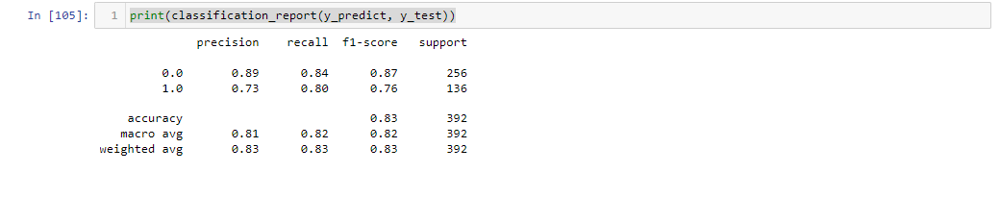 In [105]: 1 print(classification_report(y_predict, y_test))
precision recall f1-score support
0.0 0.89 0.84 0.87 256
1.0 0.73 0.80 0.76 136
accuracy 0.83 392
macro avg 0.81 0.82 0.82 392
weighted avg 0.83 0.83 0.83 392